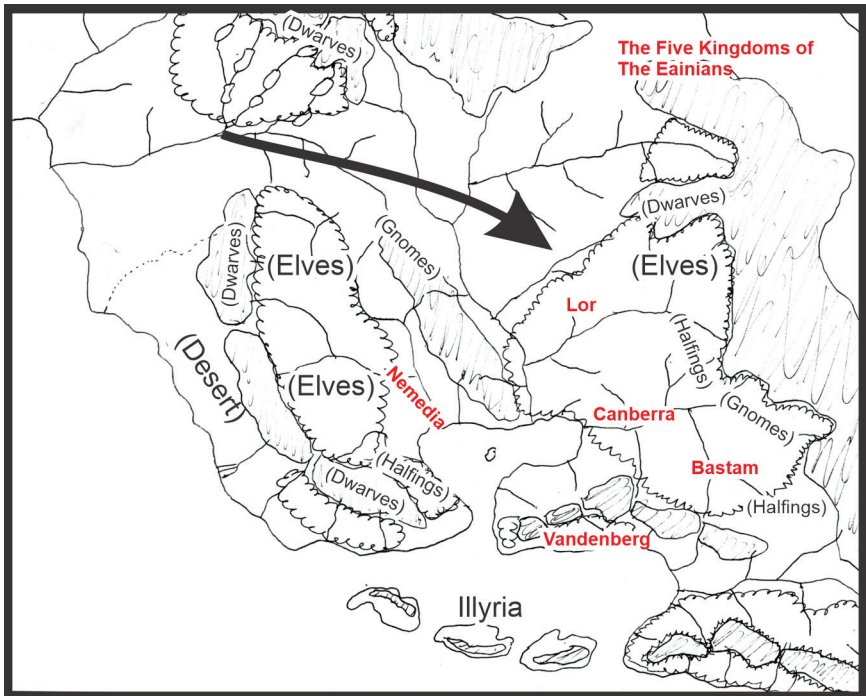 (Dwarves)
The Five Kingdoms of
The Eainians
(Dwarves)
(Gnomes)
(Dwarves)
(Elves)
(Elves)
Lor
(Desert)
(Halfings)
(Elves)
Nemedia
(Gnomes)
Canberra
Bastam
(Halfings)
(Dwarves)
(Halfings)
Vandenberg
Illyria